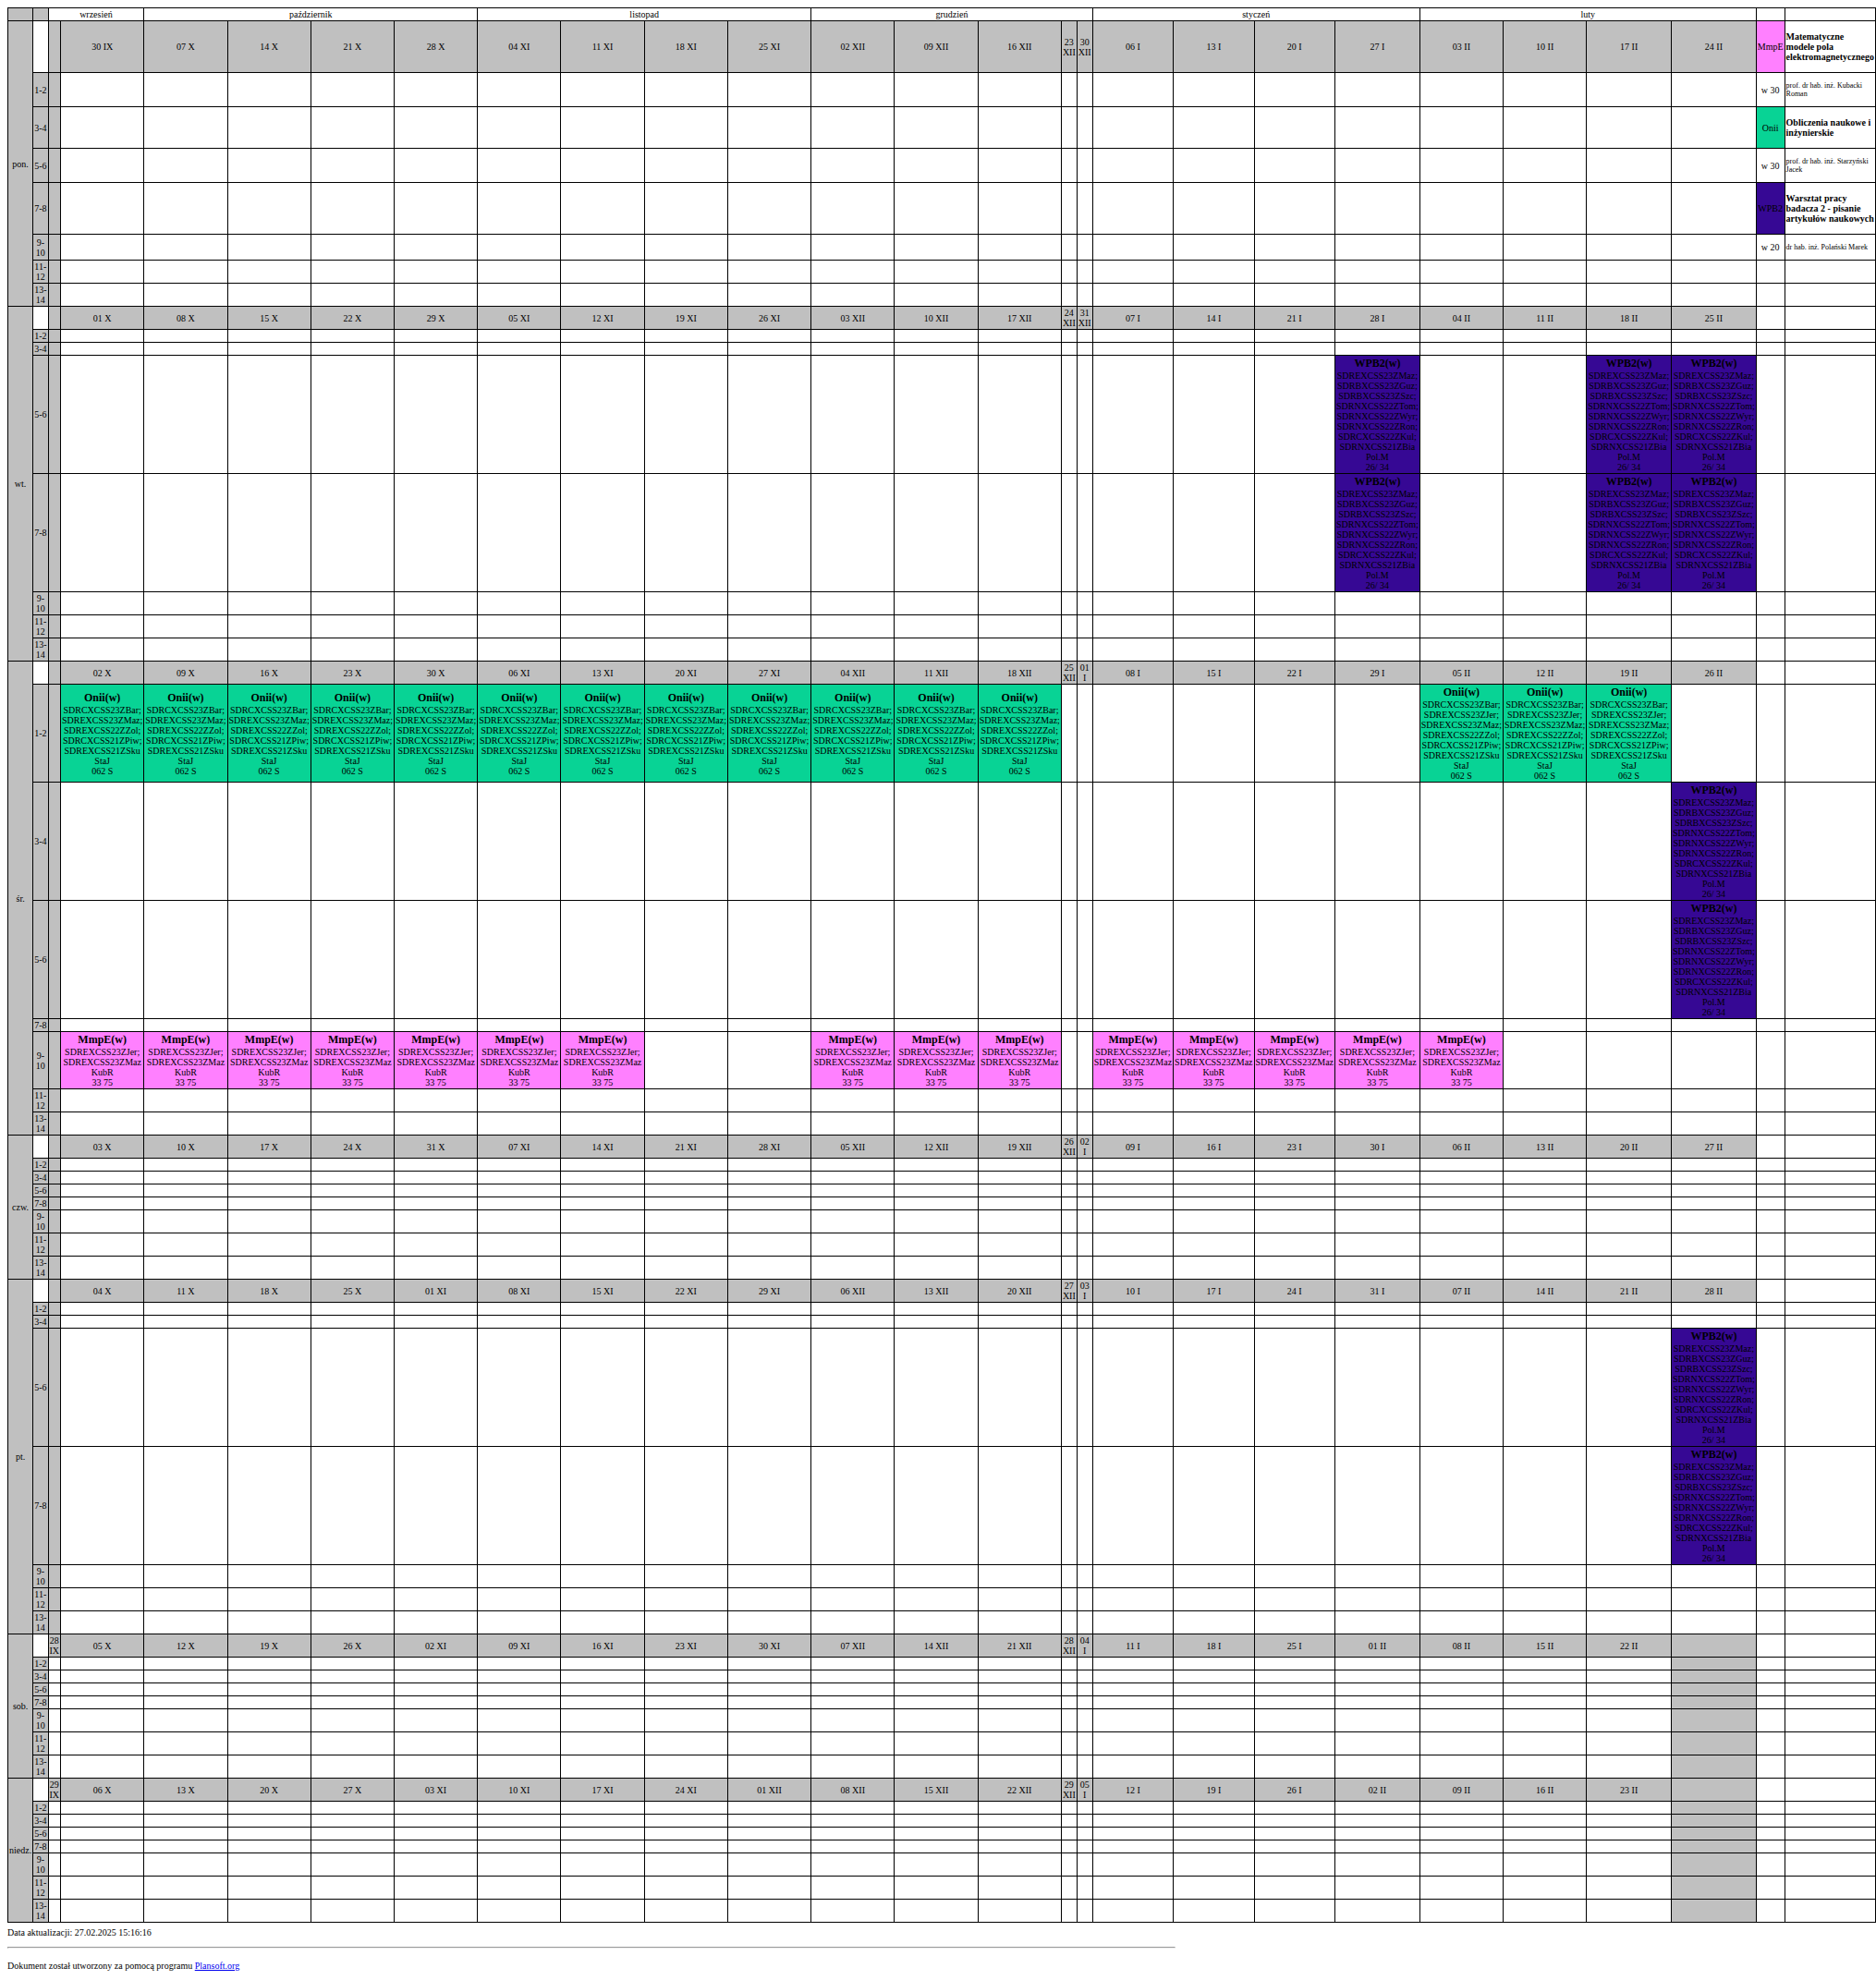 wrzesień październik listopad grudzień styczeń luty
pon. 30 IX 07 X 14 X 21 X 28 X 04 XI 11 XI 18 XI 25 XI 02 XII 09 XII 16 XII 23 XII 30 XII 06 I 13 I 20 I 27 I 03 II 10 II 17 II 24 II MmpE Matematyczne modele pola elektromagnetycznego
1-2 w 30 prof. dr hab. inż. Kubacki Roman
3-4 Onii Obliczenia naukowe i inżynierskie
5-6 w 30 prof. dr hab. inż. Starzyński Jacek
7-8 WPB2 Warsztat pracy badacza 2 - pisanie artykułów naukowych
9-10 w 20 dr hab. inż. Polański Marek
11-12
13-14
wt. 01 X 08 X 15 X 22 X 29 X 05 XI 12 XI 19 XI 26 XI 03 XII 10 XII 17 XII 24 XII 31 XII 07 I 14 I 21 I 28 I 04 II 11 II 18 II 25 II
1-2
3-4
5-6 WPB2(w) WPB2(w) WPB2(w)
SDREXCSS23ZMaz; SDREXCSS23ZMaz; SDREXCSS23ZMaz;
SDRBXCSS23ZGuz; SDRBXCSS23ZGuz; SDRBXCSS23ZGuz;
SDRBXCSS23ZSzc; SDRBXCSS23ZSzc; SDRBXCSS23ZSzc;
SDRNXCSS22ZTom; SDRNXCSS22ZTom; SDRNXCSS22ZTom;
SDRNXCSS22ZWyr; SDRNXCSS22ZWyr; SDRNXCSS22ZWyr;
SDRNXCSS22ZRon; SDRNXCSS22ZRon; SDRNXCSS22ZRon;
SDRCXCSS22ZKul; SDRCXCSS22ZKul; SDRCXCSS22ZKul;
SDRNXCSS21ZBia SDRNXCSS21ZBia SDRNXCSS21ZBia
Pol.M Pol.M Pol.M
26/ 34 26/ 34 26/ 34
7-8 WPB2(w) WPB2(w) WPB2(w)
SDREXCSS23ZMaz; SDREXCSS23ZMaz; SDREXCSS23ZMaz;
SDRBXCSS23ZGuz; SDRBXCSS23ZGuz; SDRBXCSS23ZGuz;
SDRBXCSS23ZSzc; SDRBXCSS23ZSzc; SDRBXCSS23ZSzc;
SDRNXCSS22ZTom; SDRNXCSS22ZTom; SDRNXCSS22ZTom;
SDRNXCSS22ZWyr; SDRNXCSS22ZWyr; SDRNXCSS22ZWyr;
SDRNXCSS22ZRon; SDRNXCSS22ZRon; SDRNXCSS22ZRon;
SDRCXCSS22ZKul; SDRCXCSS22ZKul; SDRCXCSS22ZKul;
SDRNXCSS21ZBia SDRNXCSS21ZBia SDRNXCSS21ZBia
Pol.M Pol.M Pol.M
26/ 34 26/ 34 26/ 34
9-10
11-12
13-14
śr. 02 X 09 X 16 X 23 X 30 X 06 XI 13 XI 20 XI 27 XI 04 XII 11 XII 18 XII 25 XII 01 I 08 I 15 I 22 I 29 I 05 II 12 II 19 II 26 II
1-2 Onii(w) Onii(w) Onii(w) Onii(w) Onii(w) Onii(w) Onii(w) Onii(w) Onii(w) Onii(w) Onii(w) Onii(w) Onii(w) Onii(w) Onii(w)
SDRCXCSS23ZBar; SDRCXCSS23ZBar; SDRCXCSS23ZBar; SDRCXCSS23ZBar; SDRCXCSS23ZBar; SDRCXCSS23ZBar; SDRCXCSS23ZBar; SDRCXCSS23ZBar; SDRCXCSS23ZBar; SDRCXCSS23ZBar; SDRCXCSS23ZBar; SDRCXCSS23ZBar; SDRCXCSS23ZBar; SDRCXCSS23ZBar; SDRCXCSS23ZBar;
SDREXCSS23ZJer; SDREXCSS23ZJer; SDREXCSS23ZJer;
SDREXCSS23ZMaz; SDREXCSS23ZMaz; SDREXCSS23ZMaz; SDREXCSS23ZMaz; SDREXCSS23ZMaz; SDREXCSS23ZMaz; SDREXCSS23ZMaz; SDREXCSS23ZMaz; SDREXCSS23ZMaz; SDREXCSS23ZMaz; SDREXCSS23ZMaz; SDREXCSS23ZMaz; SDREXCSS23ZMaz; SDREXCSS23ZMaz; SDREXCSS23ZMaz;
SDREXCSS22ZZol; SDREXCSS22ZZol; SDREXCSS22ZZol; SDREXCSS22ZZol; SDREXCSS22ZZol; SDREXCSS22ZZol; SDREXCSS22ZZol; SDREXCSS22ZZol; SDREXCSS22ZZol; SDREXCSS22ZZol; SDREXCSS22ZZol; SDREXCSS22ZZol; SDREXCSS22ZZol; SDREXCSS22ZZol; SDREXCSS22ZZol;
SDRCXCSS21ZPiw; SDRCXCSS21ZPiw; SDRCXCSS21ZPiw; SDRCXCSS21ZPiw; SDRCXCSS21ZPiw; SDRCXCSS21ZPiw; SDRCXCSS21ZPiw; SDRCXCSS21ZPiw; SDRCXCSS21ZPiw; SDRCXCSS21ZPiw; SDRCXCSS21ZPiw; SDRCXCSS21ZPiw; SDRCXCSS21ZPiw; SDRCXCSS21ZPiw; SDRCXCSS21ZPiw;
SDREXCSS21ZSku SDREXCSS21ZSku SDREXCSS21ZSku SDREXCSS21ZSku SDREXCSS21ZSku SDREXCSS21ZSku SDREXCSS21ZSku SDREXCSS21ZSku SDREXCSS21ZSku SDREXCSS21ZSku SDREXCSS21ZSku SDREXCSS21ZSku SDREXCSS21ZSku SDREXCSS21ZSku SDREXCSS21ZSku
StaJ StaJ StaJ StaJ StaJ StaJ StaJ StaJ StaJ StaJ StaJ StaJ StaJ StaJ StaJ
062 S 062 S 062 S 062 S 062 S 062 S 062 S 062 S 062 S 062 S 062 S 062 S 062 S 062 S 062 S
3-4 WPB2(w)
SDREXCSS23ZMaz;
SDRBXCSS23ZGuz;
SDRBXCSS23ZSzc;
SDRNXCSS22ZTom;
SDRNXCSS22ZWyr;
SDRNXCSS22ZRon;
SDRCXCSS22ZKul;
SDRNXCSS21ZBia
Pol.M
26/ 34
5-6 WPB2(w)
SDREXCSS23ZMaz;
SDRBXCSS23ZGuz;
SDRBXCSS23ZSzc;
SDRNXCSS22ZTom;
SDRNXCSS22ZWyr;
SDRNXCSS22ZRon;
SDRCXCSS22ZKul;
SDRNXCSS21ZBia
Pol.M
26/ 34
7-8
9-10 MmpE(w) MmpE(w) MmpE(w) MmpE(w) MmpE(w) MmpE(w) MmpE(w) MmpE(w) MmpE(w) MmpE(w) MmpE(w) MmpE(w) MmpE(w) MmpE(w) MmpE(w)
SDREXCSS23ZJer; SDREXCSS23ZJer; SDREXCSS23ZJer; SDREXCSS23ZJer; SDREXCSS23ZJer; SDREXCSS23ZJer; SDREXCSS23ZJer; SDREXCSS23ZJer; SDREXCSS23ZJer; SDREXCSS23ZJer; SDREXCSS23ZJer; SDREXCSS23ZJer; SDREXCSS23ZJer; SDREXCSS23ZJer; SDREXCSS23ZJer;
SDREXCSS23ZMaz SDREXCSS23ZMaz SDREXCSS23ZMaz SDREXCSS23ZMaz SDREXCSS23ZMaz SDREXCSS23ZMaz SDREXCSS23ZMaz SDREXCSS23ZMaz SDREXCSS23ZMaz SDREXCSS23ZMaz SDREXCSS23ZMaz SDREXCSS23ZMaz SDREXCSS23ZMaz SDREXCSS23ZMaz SDREXCSS23ZMaz
KubR KubR KubR KubR KubR KubR KubR KubR KubR KubR KubR KubR KubR KubR KubR
33 75 33 75 33 75 33 75 33 75 33 75 33 75 33 75 33 75 33 75 33 75 33 75 33 75 33 75 33 75
11-12
13-14
czw. 03 X 10 X 17 X 24 X 31 X 07 XI 14 XI 21 XI 28 XI 05 XII 12 XII 19 XII 26 XII 02 I 09 I 16 I 23 I 30 I 06 II 13 II 20 II 27 II
1-2
3-4
5-6
7-8
9-10
11-12
13-14
pt. 04 X 11 X 18 X 25 X 01 XI 08 XI 15 XI 22 XI 29 XI 06 XII 13 XII 20 XII 27 XII 03 I 10 I 17 I 24 I 31 I 07 II 14 II 21 II 28 II
1-2
3-4
5-6 WPB2(w)
SDREXCSS23ZMaz;
SDRBXCSS23ZGuz;
SDRBXCSS23ZSzc;
SDRNXCSS22ZTom;
SDRNXCSS22ZWyr;
SDRNXCSS22ZRon;
SDRCXCSS22ZKul;
SDRNXCSS21ZBia
Pol.M
26/ 34
7-8 WPB2(w)
SDREXCSS23ZMaz;
SDRBXCSS23ZGuz;
SDRBXCSS23ZSzc;
SDRNXCSS22ZTom;
SDRNXCSS22ZWyr;
SDRNXCSS22ZRon;
SDRCXCSS22ZKul;
SDRNXCSS21ZBia
Pol.M
26/ 34
9-10
11-12
13-14
sob. 28 IX 05 X 12 X 19 X 26 X 02 XI 09 XI 16 XI 23 XI 30 XI 07 XII 14 XII 21 XII 28 XII 04 I 11 I 18 I 25 I 01 II 08 II 15 II 22 II
1-2
3-4
5-6
7-8
9-10
11-12
13-14
niedz. 29 IX 06 X 13 X 20 X 27 X 03 XI 10 XI 17 XI 24 XI 01 XII 08 XII 15 XII 22 XII 29 XII 05 I 12 I 19 I 26 I 02 II 09 II 16 II 23 II
1-2
3-4
5-6
7-8
9-10
11-12
13-14
Data aktualizacji: 27.02.2025 15:16:16
Dokument został utworzony za pomocą programu Plansoft.org